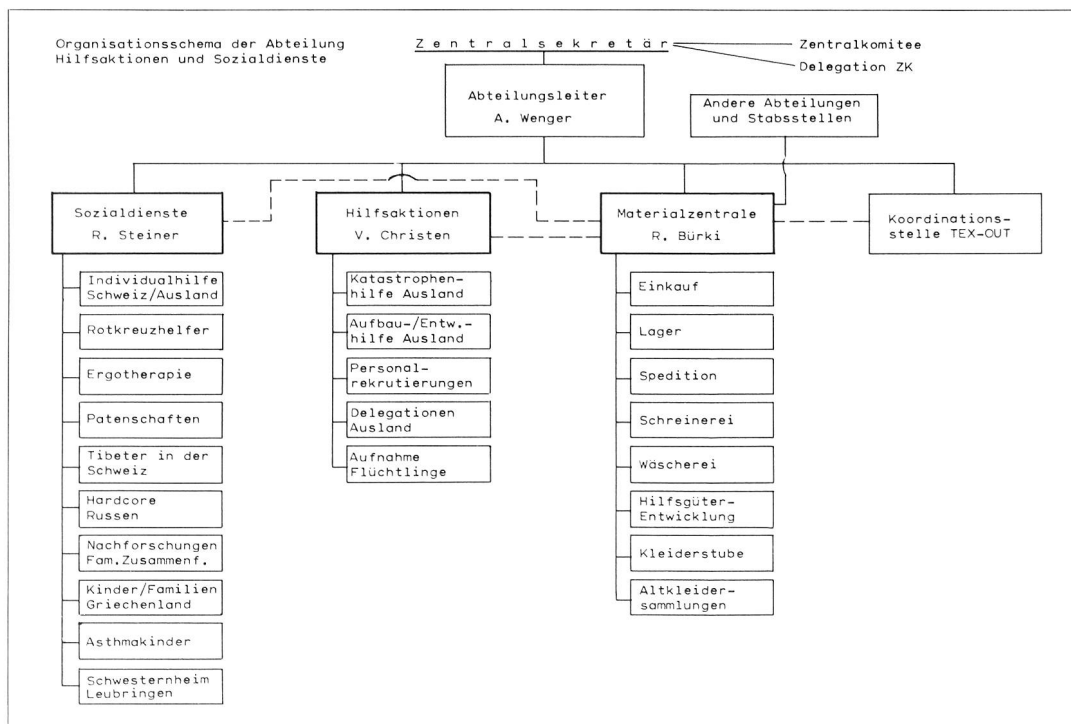 Organisationsschema der Abteilung
Hilfsaktionen und Sozialdienste
Zentralsekretär
Zentralkomitee
Delegation ZK
Abteilungsleiter
A. Wenger
Andere Abteilungen
und Stabsstellen
Sozialdienste
R. Steiner
Hilfsaktionen
V. Christen
Materialzentrale
R. Bürki
Koordinations-
stelle TEX-OUT
Individualhilfe
Schweiz/Ausland
Rotkreuzhelfer
Ergotherapie
Patenschaften
Tibeter in der
Schweiz
Hardcore
Russen
Nachforschungen
Fam.Zusammenf.
Kinder/Familien
Griechenland
Asthmakinder
Schwesternheim
Leubringen
Katastrophen-
hilfe Ausland
Aufbau-/Entw.-
hilfe Ausland
Personal-
rekrutierungen
Delegationen
Ausland
Aufnahme
Flüchtlinge
Einkauf
Lager
Spedition
Schreinerei
Wäscherei
Hilfsgüter-
Entwicklung
Kleiderstube
Altkleider-
sammlungen